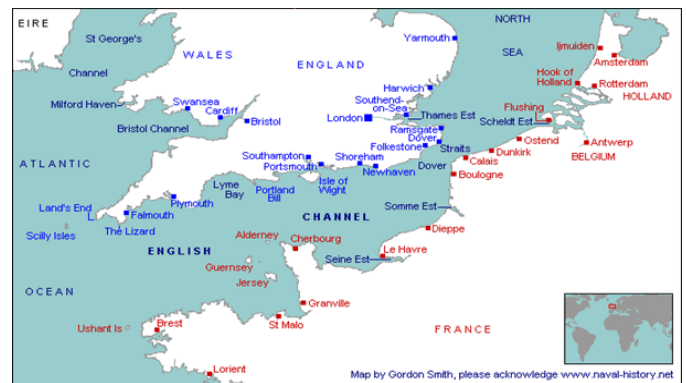 EIRE
St George's
Channel
WALES
ENGLAND
Yarmouth
NORTH
SEA
Ijmuiden
Amsterdam
Hook of
Holland
Rotterdam
HOLLAND
Milford Haven
Swansea
Cardiff
Bristol
Bristol Channel
Harwich
Southend-
on-Sea
London
Thames Est
Flushing
Scheldt Est
Ramsgate
Dover
Folkestone
Straits
Dover
Ostend
Dunkirk
Calais
Boulogne
Antwerp
BELGIUM
ATLANTIC
Southampton
Portsmouth
Shoreham
Newhaven
Isle of
Wight
Lyme
Bay
Portland
Bill
Plymouth
Land's End
Falmouth
The Lizard
Scilly Isles
CHANNEL
ENGLISH
Somme Est
Dieppe
Alderney
Cherbourg
Le Havre
Seine Est
Guernsey
Jersey
OCEAN
Granville
St Malo
Ushant Is
Brest
Lorient
FRANCE
Map by Gordon Smith, please acknowledge www.naval-history.net